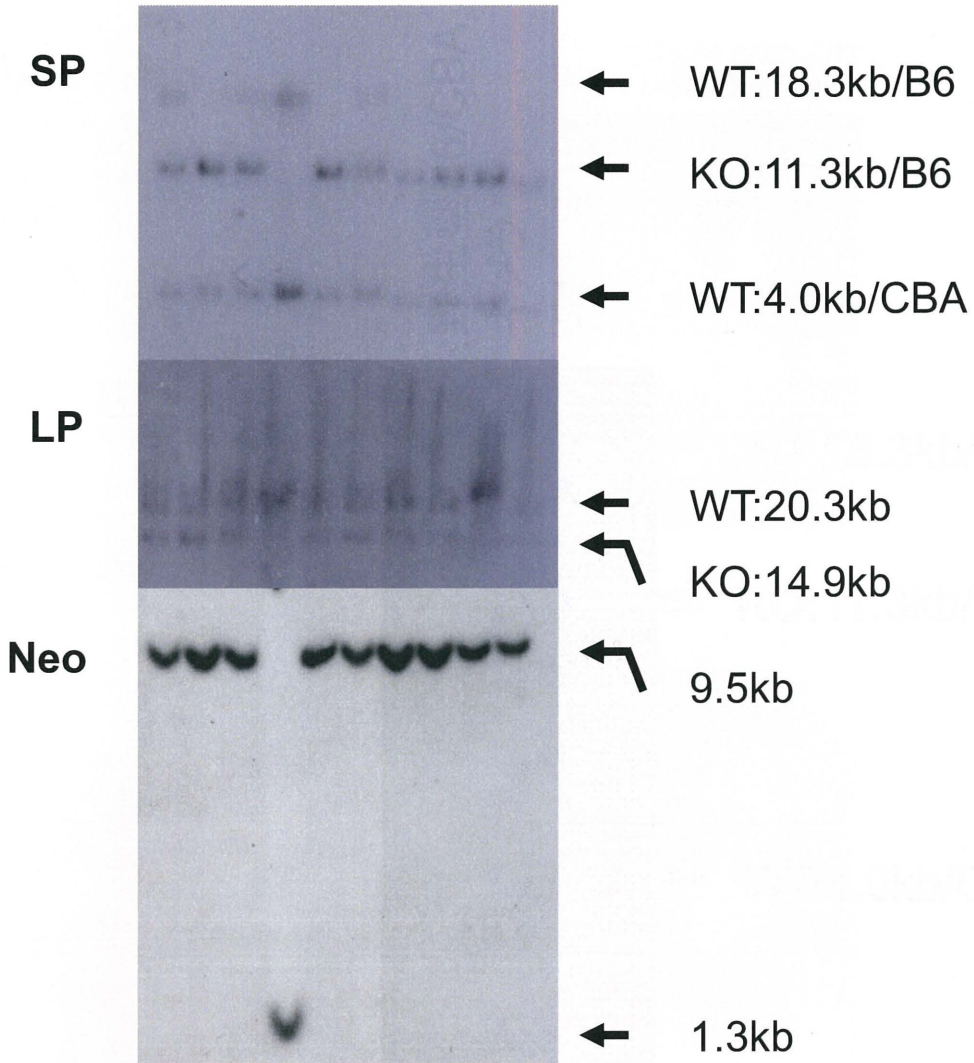 SP
WT:18.3kb/B6
KO:11.3kb/B6
WT:4.0kb/CBA
LP
WT:20.3kb
KO:14.9kb
Neo
9.5kb
1.3kb